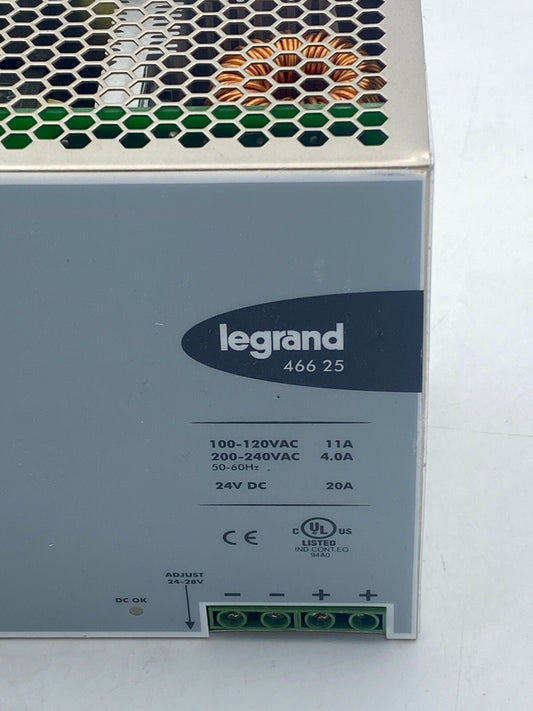 legrand
466 25
100-120VAC 11A
200-240VAC 4.0A
50-60Hz
24V DC 20A
CE
C UL US
LISTED
IND CONT.EQ
94A0
ADJUST
24-28V
DC OK
- - + +